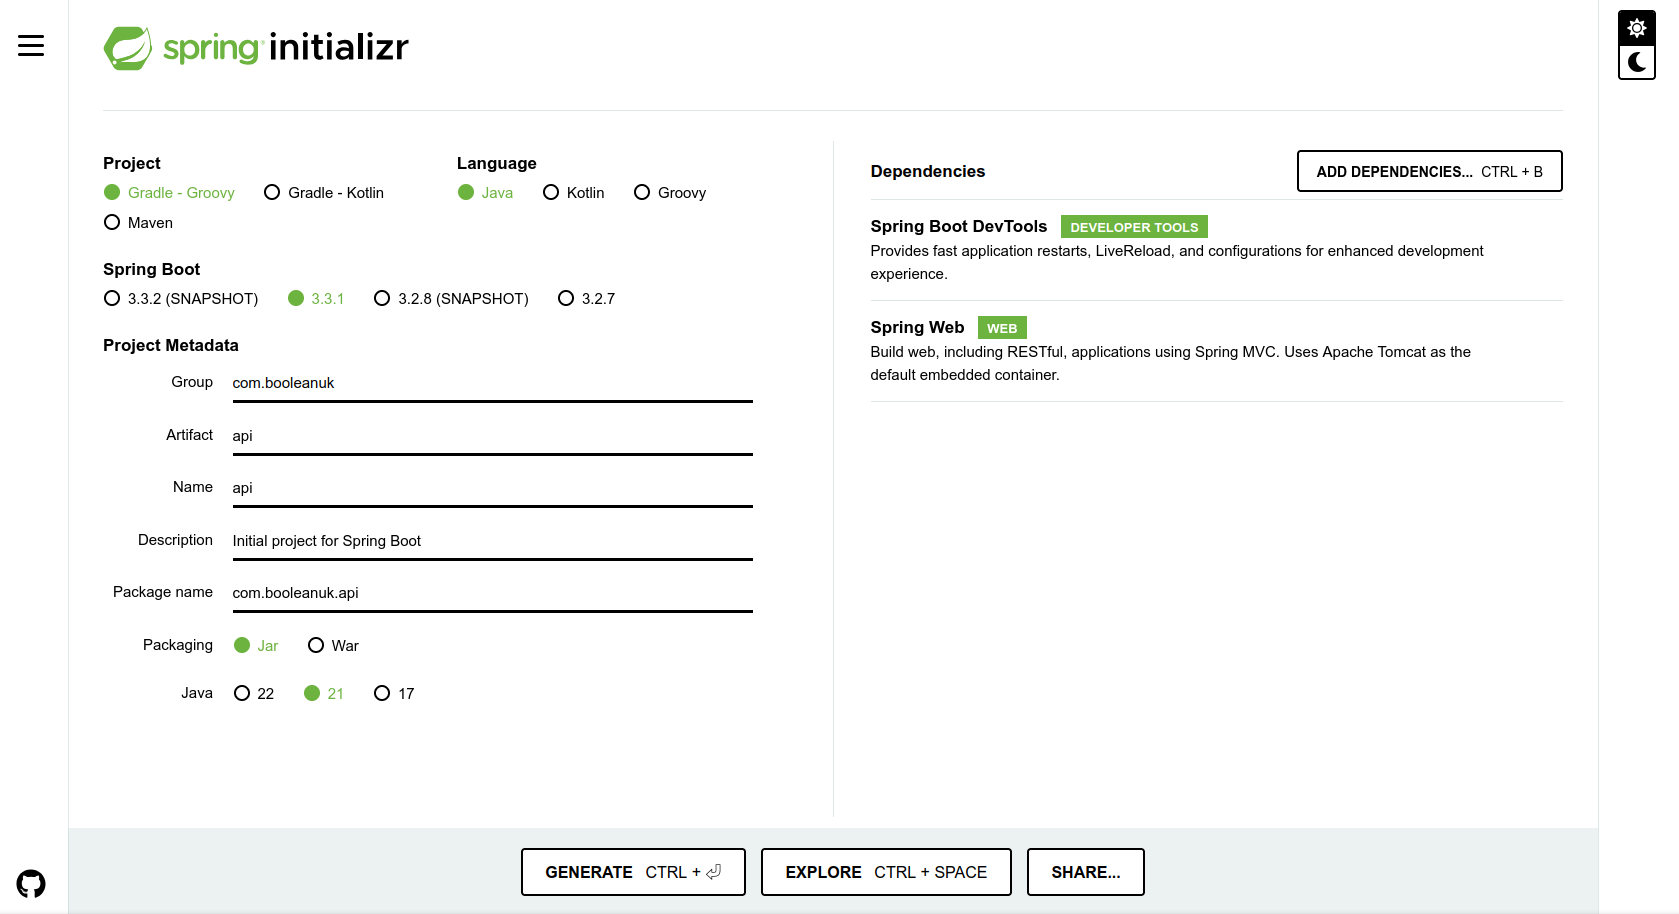 spring initializr
Project
Gradle - Groovy Gradle - Kotlin
Maven
Language
Java Kotlin Groovy
Spring Boot
3.3.2 (SNAPSHOT) 3.3.1 3.2.8 (SNAPSHOT) 3.2.7
Project Metadata
Group com.booleanuk
Artifact api
Name api
Description Initial project for Spring Boot
Package name com.booleanuk.api
Packaging Jar War
Java 22 21 17
Dependencies ADD DEPENDENCIES... CTRL + B
Spring Boot DevTools DEVELOPER TOOLS
Provides fast application restarts, LiveReload, and configurations for enhanced development
experience.
Spring Web WEB
Build web, including RESTful, applications using Spring MVC. Uses Apache Tomcat as the
default embedded container.
GENERATE CTRL + ⏎ EXPLORE CTRL + SPACE SHARE...